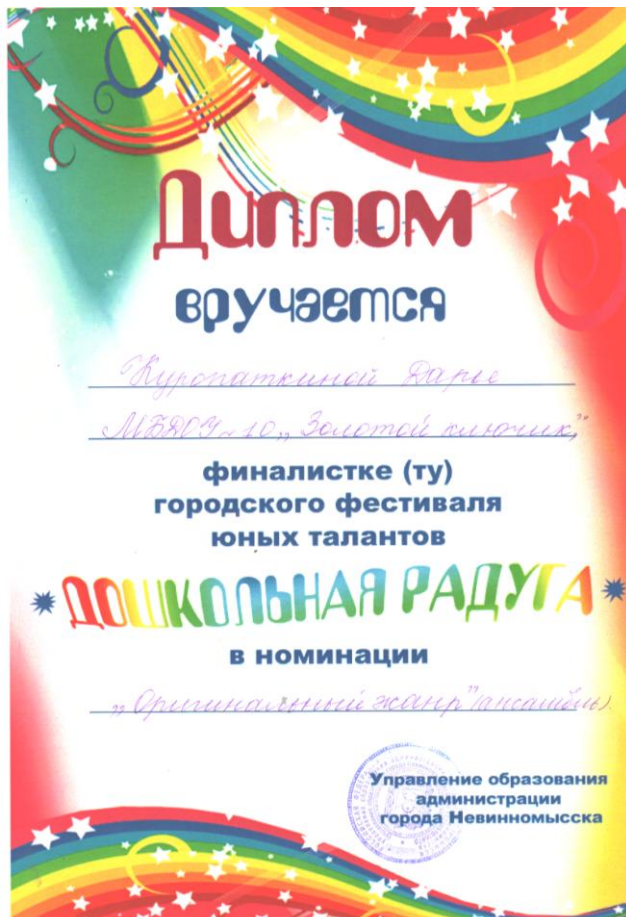 Диплом
вручается
Куропаткиной Дарье
МБДОУ-10 „Золотой ключик”
финалистке (ту)
городского фестиваля
юных талантов
ДОШКОЛЬНАЯ РАДУГА
в номинации
„Оригинальный жанр” (ансамбль).
Управление образования
администрации
города Невинномысска